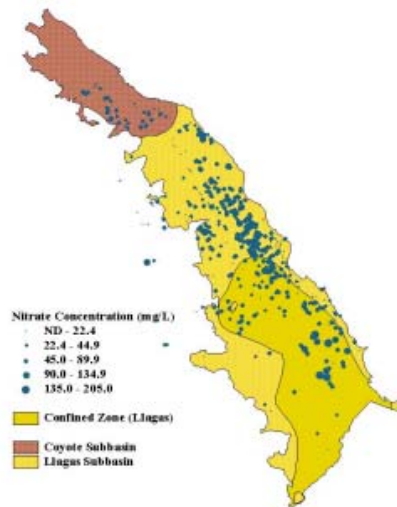 Nitrate Concentration (mg/L)
ND - 22.4
22.4 - 44.9
45.0 - 89.9
90.0 - 134.9
135.0 - 205.0
Confined Zone (Llagas)
Coyote Subbasin
Llagas Subbasin